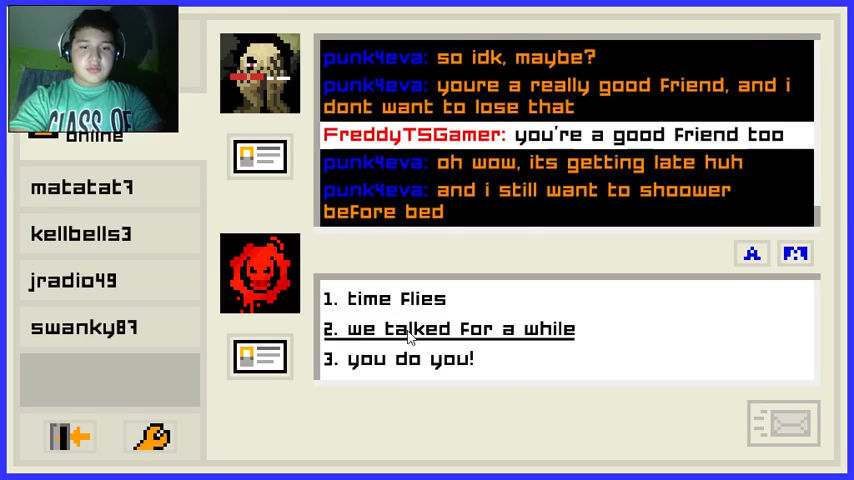 CLASS OF
online
matatat7
kellbells3
jradio49
swanky87
punk4eva: so idk, maybe?
punk4eva: youre a really good friend, and i
dont want to lose that
FreddyTSGamer: you're a good friend too
punk4eva: oh wow, its getting late huh
punk4eva: and i still want to shoower
before bed
A M
1. time flies
2. we talked for a while
3. you do you!